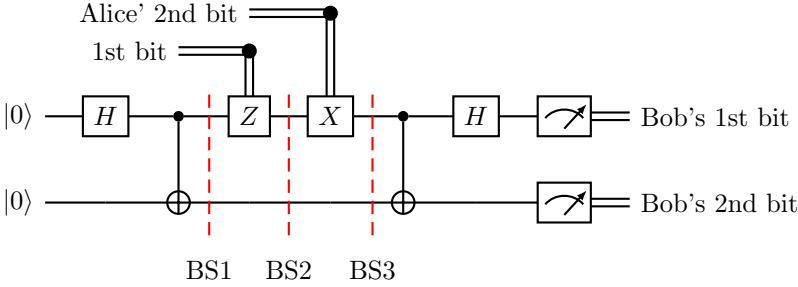 Alice' 2nd bit
1st bit
|0⟩ H Z X H Bob's 1st bit
|0⟩ Bob's 2nd bit
BS1 BS2 BS3